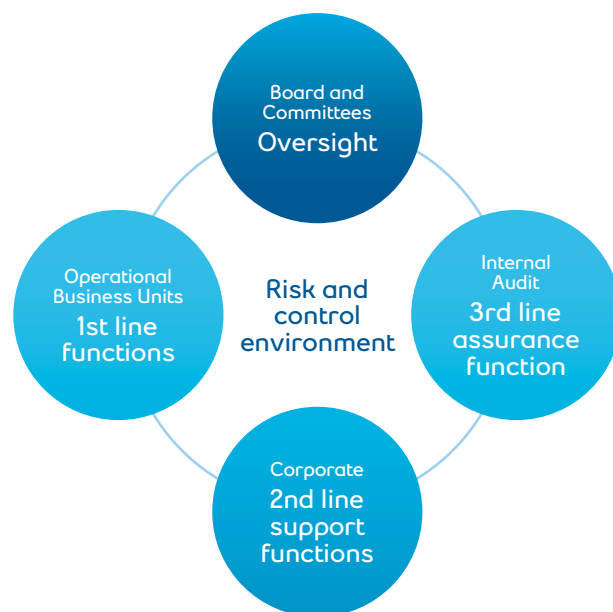 Board and
Committees
Oversight
Operational
Business Units
1st line
functions
Risk and
control
environment
Internal
Audit
3rd line
assurance
function
Corporate
2nd line
support
functions